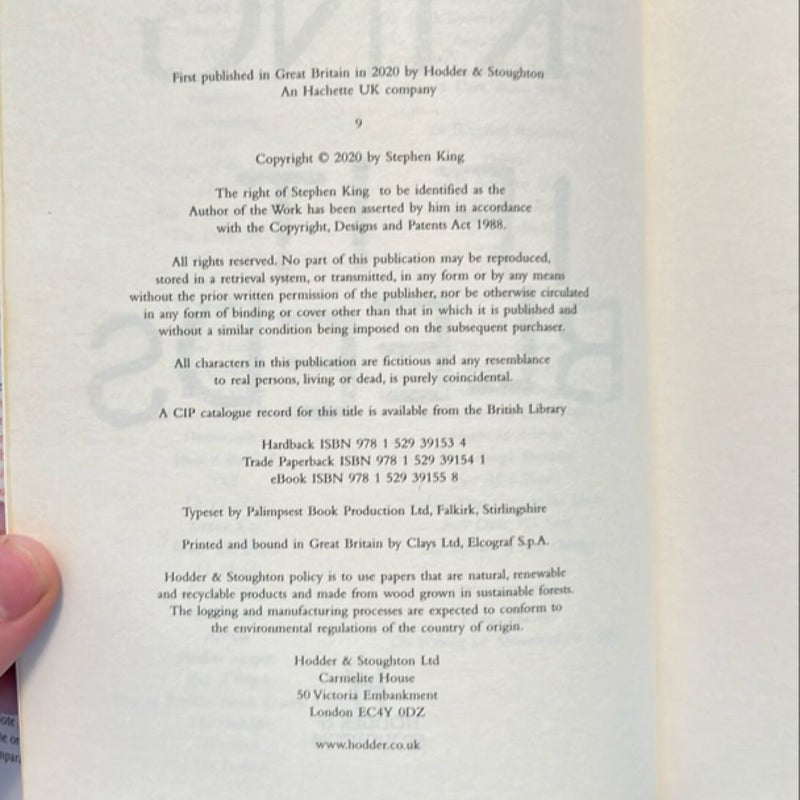 First published in Great Britain in 2020 by Hodder & Stoughton
An Hachette UK company
9
Copyright © 2020 by Stephen King
The right of Stephen King to be identified as the
Author of the Work has been asserted by him in accordance
with the Copyright, Designs and Patents Act 1988.
All rights reserved. No part of this publication may be reproduced,
stored in a retrieval system, or transmitted, in any form or by any means
without the prior written permission of the publisher, nor be otherwise circulated
in any form of binding or cover other than that in which it is published and
without a similar condition being imposed on the subsequent purchaser.
All characters in this publication are fictitious and any resemblance
to real persons, living or dead, is purely coincidental.
A CIP catalogue record for this title is available from the British Library
Hardback ISBN 978 1 529 39153 4
Trade Paperback ISBN 978 1 529 39154 1
eBook ISBN 978 1 529 39155 8
Typeset by Palimpsest Book Production Ltd, Falkirk, Stirlingshire
Printed and bound in Great Britain by Clays Ltd, Elcograf S.p.A.
Hodder & Stoughton policy is to use papers that are natural, renewable
and recyclable products and made from wood grown in sustainable forests.
The logging and manufacturing processes are expected to conform to
the environmental regulations of the country of origin.
Hodder & Stoughton Ltd
Carmelite House
50 Victoria Embankment
London EC4Y 0DZ
www.hodder.co.uk